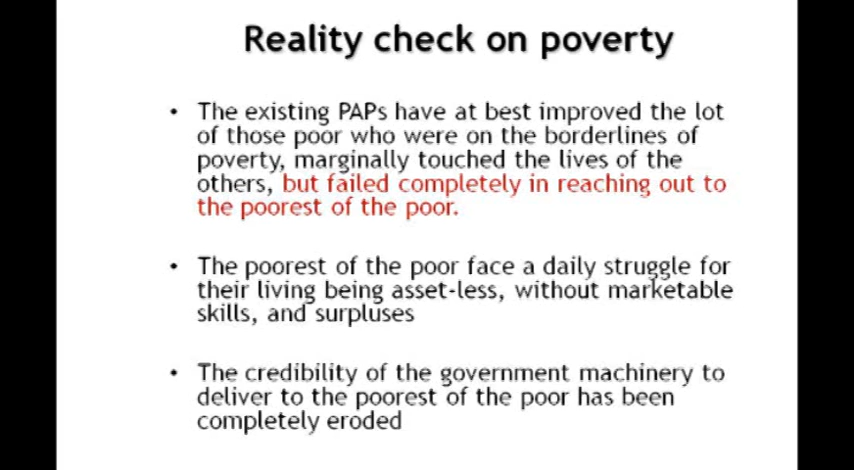 Reality check on poverty
• The existing PAPs have at best improved the lot
of those poor who were on the borderlines of
poverty, marginally touched the lives of the
others, but failed completely in reaching out to
the poorest of the poor.
• The poorest of the poor face a daily struggle for
their living being asset-less, without marketable
skills, and surpluses
• The credibility of the government machinery to
deliver to the poorest of the poor has been
completely eroded